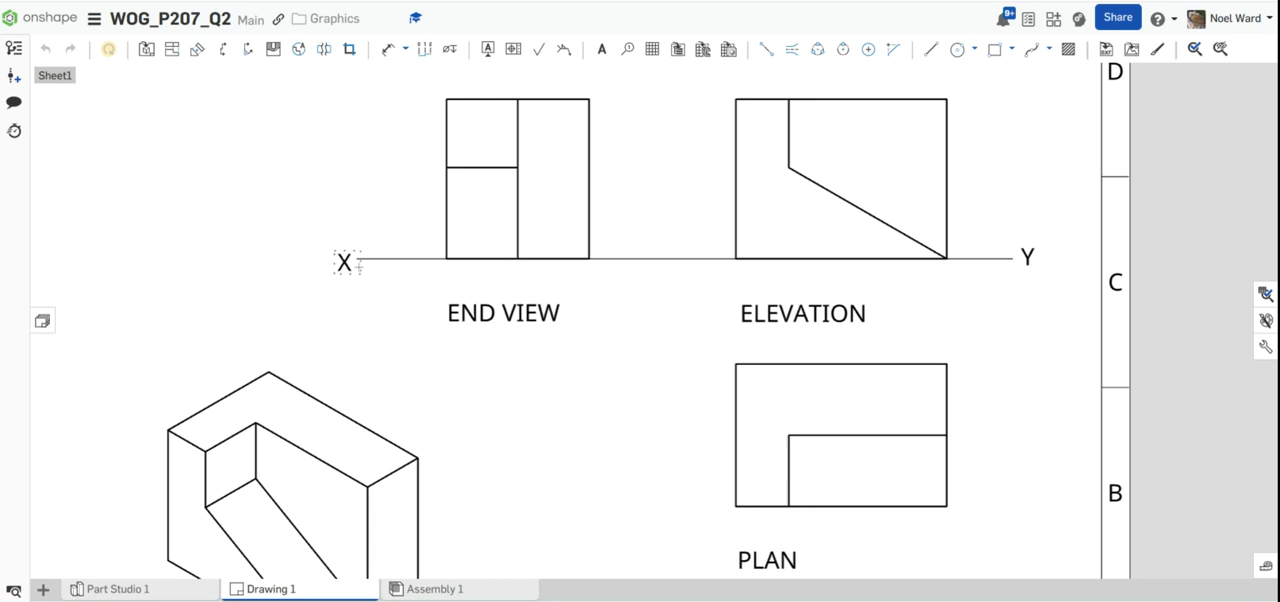 onshape WOG_P207_Q2 Main Graphics 9+ Share Noel Ward
Sheet1
D
X
Y
END VIEW
ELEVATION
C
B
PLAN
Part Studio 1
Drawing 1
Assembly 1